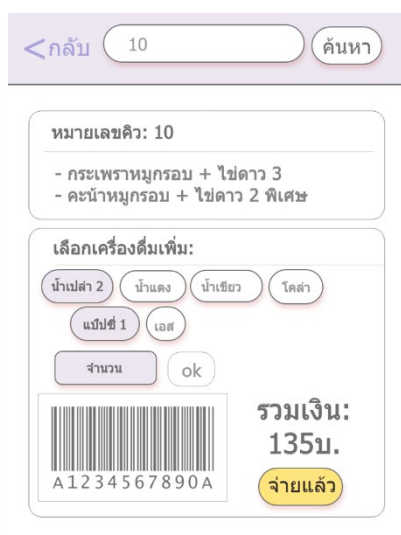 <กลับ 10 ค้นหา
หมายเลขคิว: 10
- กระเพราหมูกรอบ + ไข่ดาว 3
- คะน้าหมูกรอบ + ไข่ดาว 2 พิเศษ
เลือกเครื่องดื่มเพิ่ม:
น้ำเปล่า 2 น้ำแดง น้ำเขียว โคล่า
แป๊ปซี่ 1 เอส
จำนวน ok
รวมเงิน:
135บ.
A1234567890A
จ่ายแล้ว